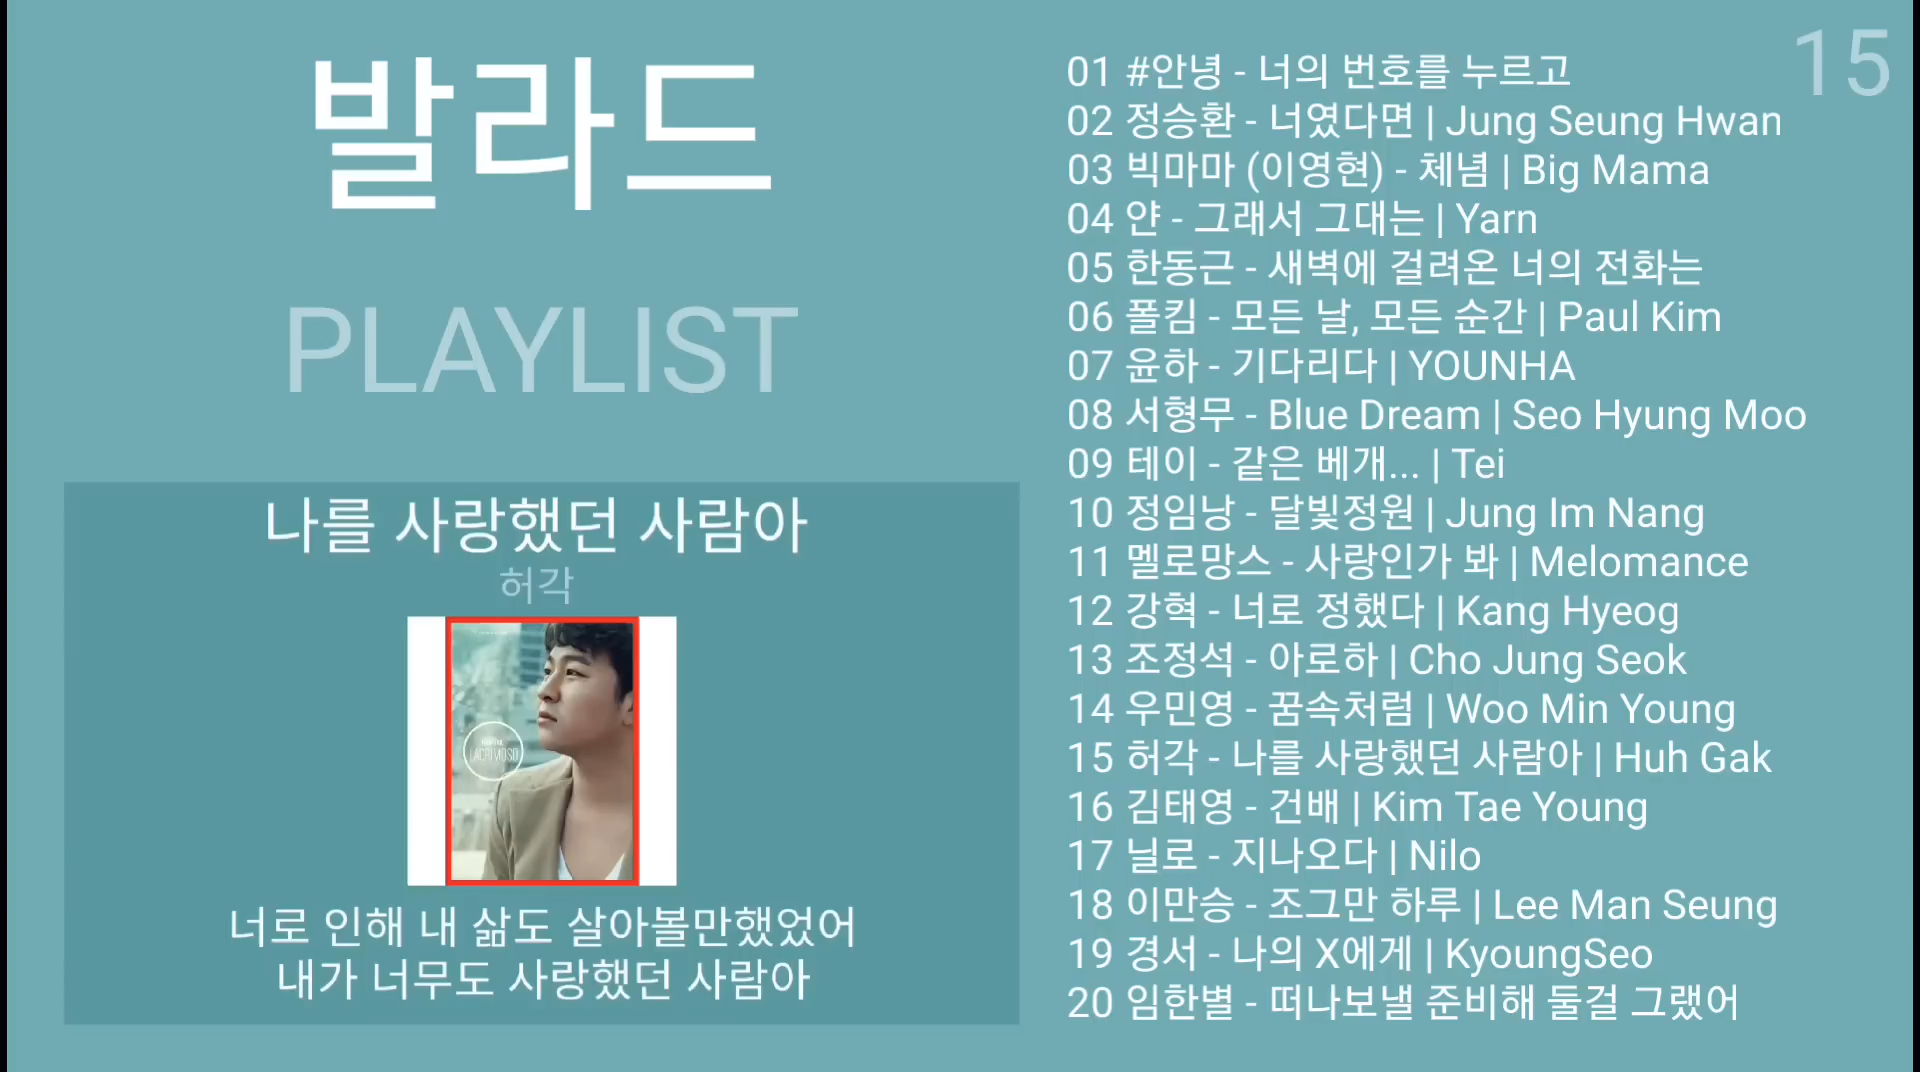 발라드
PLAYLIST
나를 사랑했던 사람아
허각
LACRIMOSO
너로 인해 내 삶도 살아볼만했었어
내가 너무도 사랑했던 사람아
15
01 #안녕 - 너의 번호를 누르고
02 정승환 - 너였다면 | Jung Seung Hwan
03 빅마마 (이영현) - 체념 | Big Mama
04 얀 - 그래서 그대는 | Yarn
05 한동근 - 새벽에 걸려온 너의 전화는
06 폴킴 - 모든 날, 모든 순간 | Paul Kim
07 윤하 - 기다리다 | YOUNHA
08 서형무 - Blue Dream | Seo Hyung Moo
09 테이 - 같은 베개... | Tei
10 정임낭 - 달빛정원 | Jung Im Nang
11 멜로망스 - 사랑인가 봐 | Melomance
12 강혁 - 너로 정했다 | Kang Hyeog
13 조정석 - 아로하 | Cho Jung Seok
14 우민영 - 꿈속처럼 | Woo Min Young
15 허각 - 나를 사랑했던 사람아 | Huh Gak
16 김태영 - 건배 | Kim Tae Young
17 닐로 - 지나오다 | Nilo
18 이만승 - 조그만 하루 | Lee Man Seung
19 경서 - 나의 X에게 | KyoungSeo
20 임한별 - 떠나보낼 준비해 둘걸 그랬어